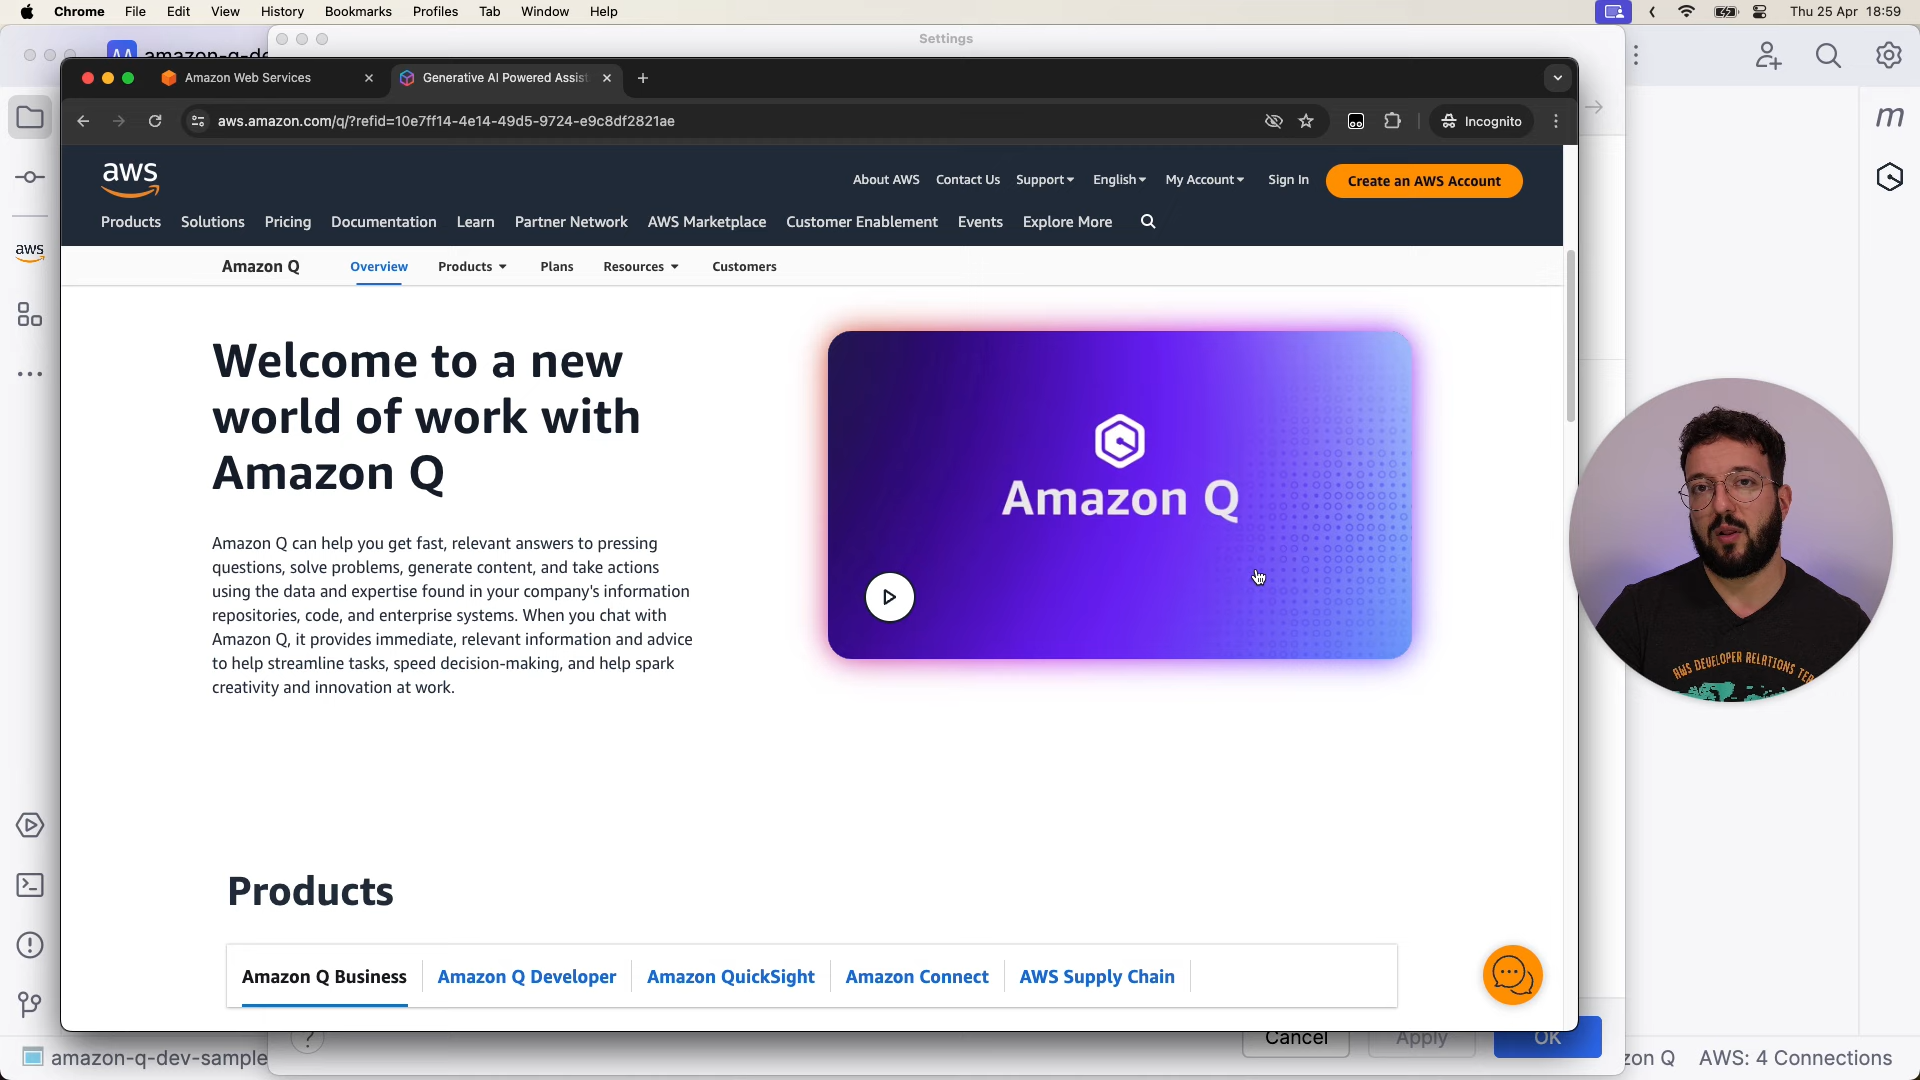 Chrome File Edit View History Bookmarks Profiles Tab Window Help
Thu 25 Apr 18:59
Settings
Amazon Web Services
Generative AI Powered Assist
aws.amazon.com/q/?refid=10e7ff14-4e14-49d5-9724-e9c8df2821ae
Incognito
aws
About AWS Contact Us Support English My Account Sign In Create an AWS Account
Products Solutions Pricing Documentation Learn Partner Network AWS Marketplace Customer Enablement Events Explore More
Amazon Q Overview Products Plans Resources Customers
m
aws
Welcome to a new
world of work with
Amazon Q
Amazon Q can help you get fast, relevant answers to pressing
questions, solve problems, generate content, and take actions
using the data and expertise found in your company's information
repositories, code, and enterprise systems. When you chat with
Amazon Q, it provides immediate, relevant information and advice
to help streamline tasks, speed decision-making, and help spark
creativity and innovation at work.
Amazon Q
AWS DEVELOPER RELATIONS
Products
Amazon Q Business Amazon Q Developer Amazon QuickSight Amazon Connect AWS Supply Chain
? Cancel Apply OK
amazon-q-dev-sample
zon Q AWS: 4 Connections